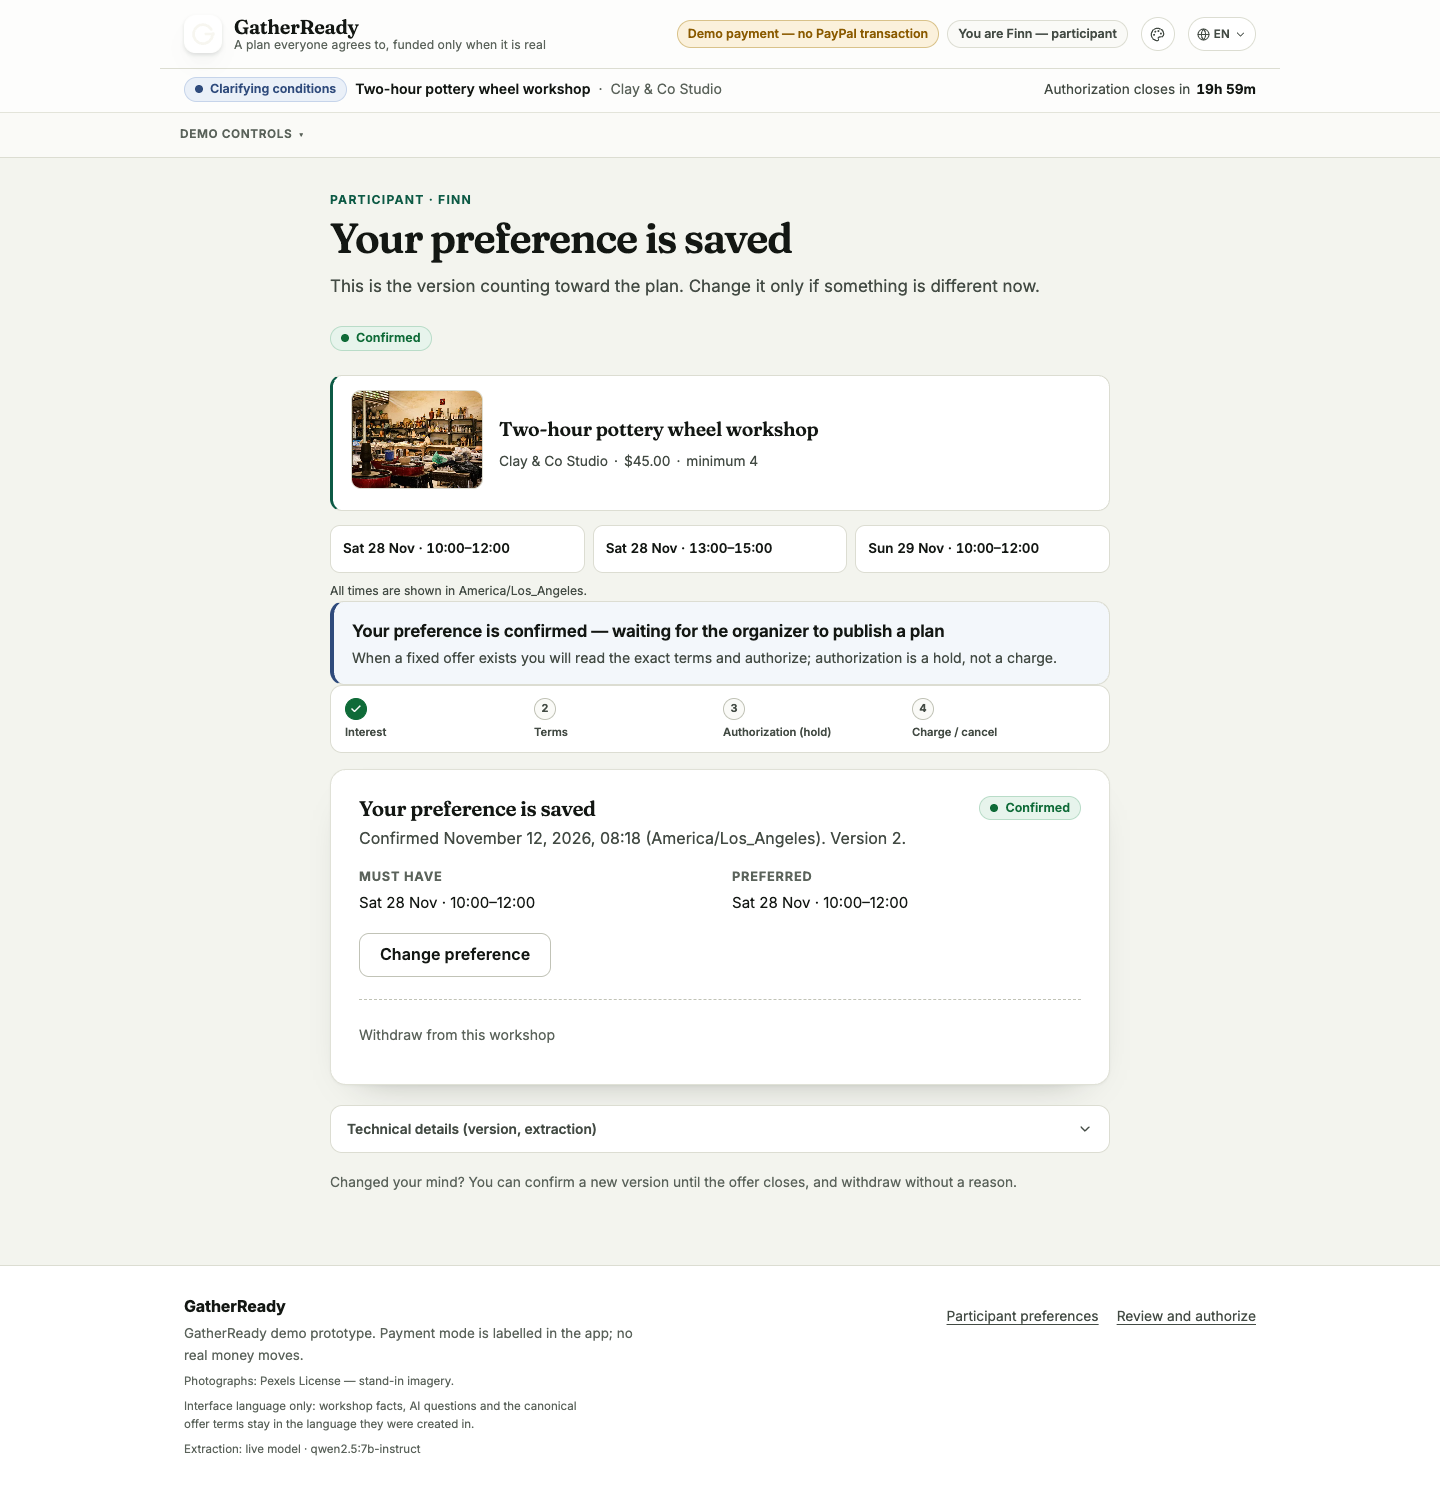 GatherReady
A plan everyone agrees to, funded only when it is real
Demo payment — no PayPal transaction
You are Finn — participant
EN
Clarifying conditions
Two-hour pottery wheel workshop · Clay & Co Studio
Authorization closes in 19h 59m
DEMO CONTROLS
PARTICIPANT · FINN
Your preference is saved
This is the version counting toward the plan. Change it only if something is different now.
Confirmed
Two-hour pottery wheel workshop
Clay & Co Studio · $45.00 · minimum 4
Sat 28 Nov · 10:00–12:00
Sat 28 Nov · 13:00–15:00
Sun 29 Nov · 10:00–12:00
All times are shown in America/Los_Angeles.
Your preference is confirmed — waiting for the organizer to publish a plan
When a fixed offer exists you will read the exact terms and authorize; authorization is a hold, not a charge.
Interest
2
Terms
3
Authorization (hold)
4
Charge / cancel
Your preference is saved
Confirmed
Confirmed November 12, 2026, 08:18 (America/Los_Angeles). Version 2.
MUST HAVE
Sat 28 Nov · 10:00–12:00
PREFERRED
Sat 28 Nov · 10:00–12:00
Change preference
Withdraw from this workshop
Technical details (version, extraction)
Changed your mind? You can confirm a new version until the offer closes, and withdraw without a reason.
GatherReady
GatherReady demo prototype. Payment mode is labelled in the app; no
real money moves.
Photographs: Pexels License — stand-in imagery.
Interface language only: workshop facts, AI questions and the canonical
offer terms stay in the language they were created in.
Extraction: live model · qwen2.5:7b-instruct
Participant preferences
Review and authorize